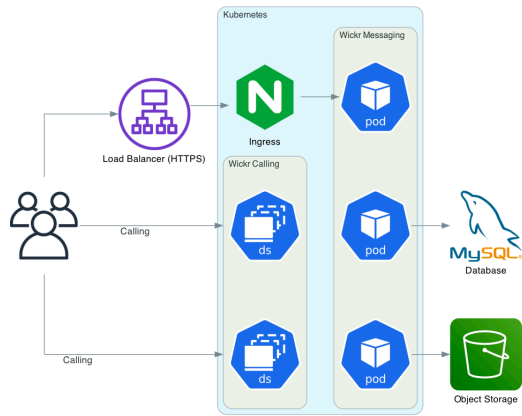 Kubernetes
Wickr Messaging
pod
Load Balancer (HTTPS)
Ingress
Wickr Calling
Calling
ds
pod
MySQL
Database
Calling
ds
pod
Object Storage